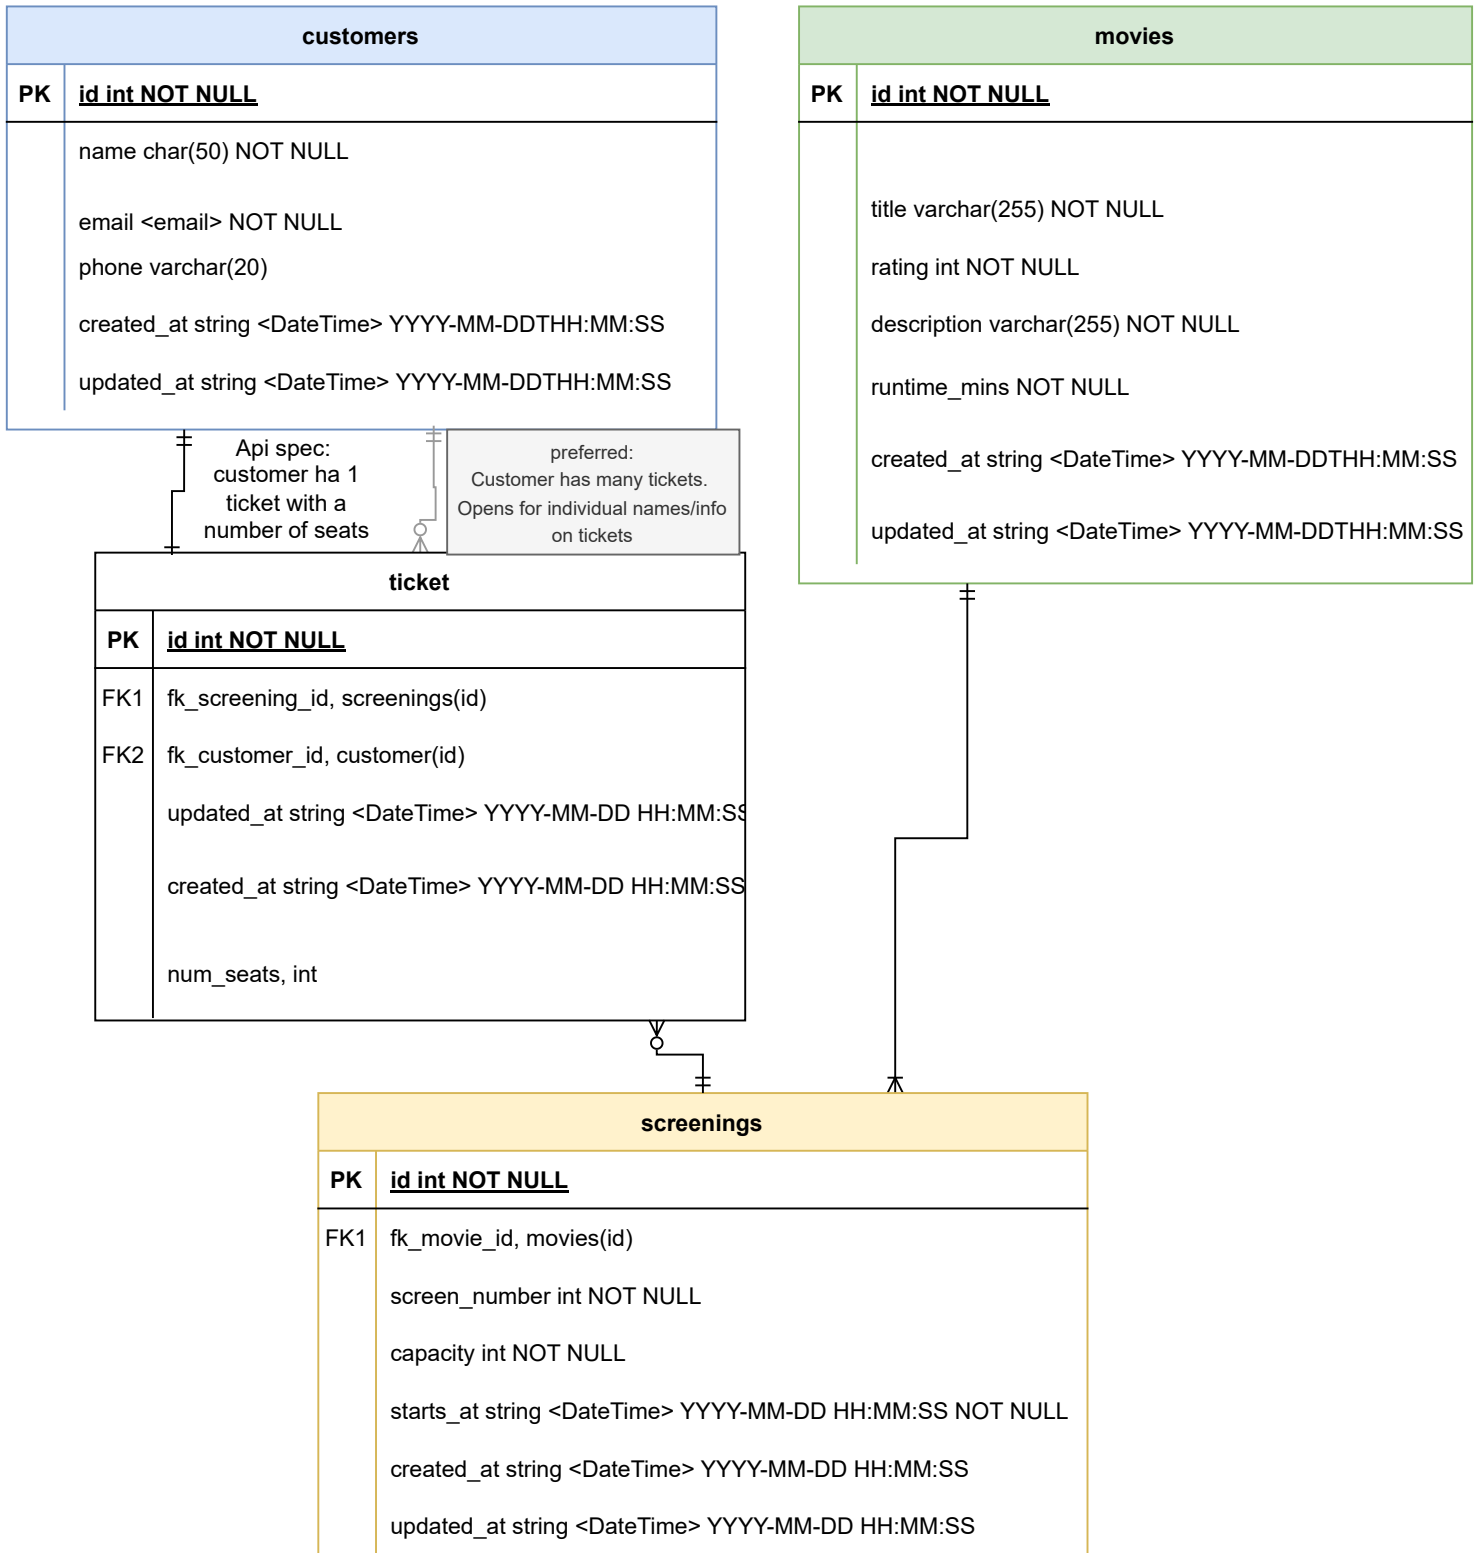 customers
PK id int NOT NULL
name char(50) NOT NULL
email <email> NOT NULL
phone varchar(20)
created_at string <DateTime> YYYY-MM-DDTHH:MM:SS
updated_at string <DateTime> YYYY-MM-DDTHH:MM:SS
movies
PK id int NOT NULL
title varchar(255) NOT NULL
rating int NOT NULL
description varchar(255) NOT NULL
runtime_mins NOT NULL
created_at string <DateTime> YYYY-MM-DDTHH:MM:SS
updated_at string <DateTime> YYYY-MM-DDTHH:MM:SS
Api spec:
customer ha 1
ticket with a
number of seats
preferred:
Customer has many tickets.
Opens for individual names/info
on tickets
ticket
PK id int NOT NULL
FK1 fk_screening_id, screenings(id)
FK2 fk_customer_id, customer(id)
updated_at string <DateTime> YYYY-MM-DD HH:MM:SS
created_at string <DateTime> YYYY-MM-DD HH:MM:SS
num_seats, int
screenings
PK id int NOT NULL
FK1 fk_movie_id, movies(id)
screen_number int NOT NULL
capacity int NOT NULL
starts_at string <DateTime> YYYY-MM-DD HH:MM:SS NOT NULL
created_at string <DateTime> YYYY-MM-DD HH:MM:SS
updated_at string <DateTime> YYYY-MM-DD HH:MM:SS